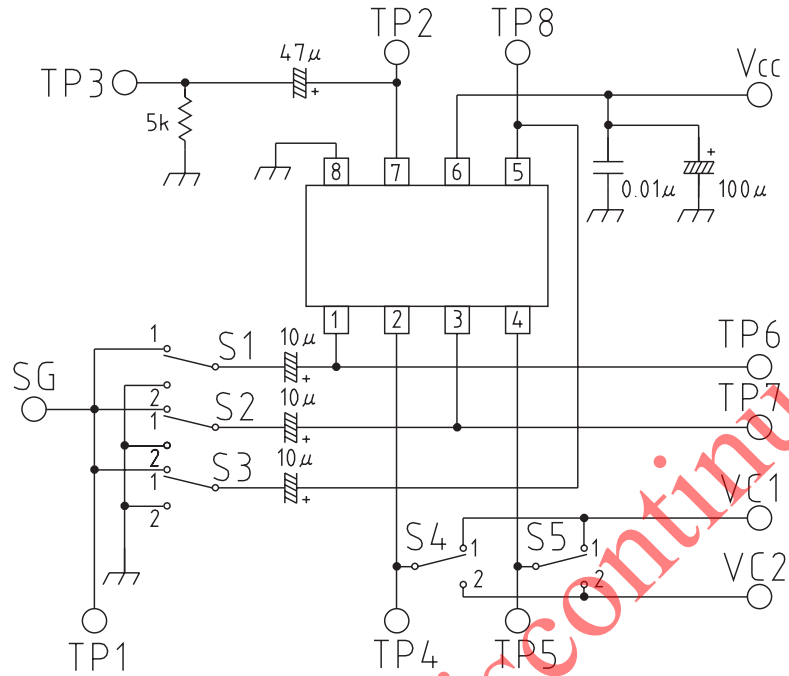 TP2 TP8
47μ Vcc
TP3 +
5k +
8 7 6 5
0.01μ 100μ
1 2 3 4
1 S1 10μ TP6
SG +
2 S2 10μ TP7
1 +
2 S3 10μ
1 + VC1
2
S4 1 S5 1
2 2 VC2
TP1 TP4 TP5
iscontinu